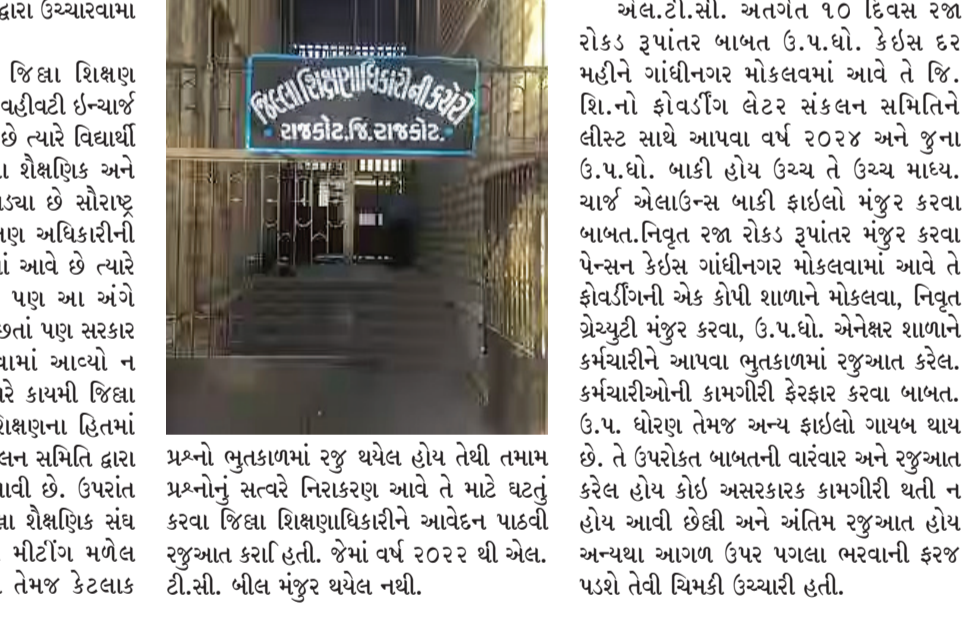 દ્વારા ઉચ્ચારવામા
જિલ્લા શિક્ષણ
વહીવટી ઇન્ચાર્જ
છે ત્યારે વિદ્યાર્થી
શૈક્ષણિક અને
છે સૌરાષ્ટ્ર
અધિકારીની
આવે છે ત્યારે
પણ આ અંગે
છતાં પણ સરકાર
આવ્યો ન
કાયમી જિલ્લા
હિતમાં
સમિતિ દ્વારા
છે. ઉપરાંત
શૈક્ષણિક સંઘ
મીટીંગ મળેલ
તેમજ કેટલાક
જિલ્લા શિક્ષણાધિકારીની કચેરી
રાજકોટ.જિ.રાજકોટ.
પ્રશ્નો ભુતકાળમાં રજુ થયેલ હોય તેથી તમામ
પ્રશ્નોનું સત્વરે નિરાકરણ આવે તે માટે ઘટતું
કરવા જિલ્લા શિક્ષણાધિકારીને આવેદન પાઠવી
રજુઆત કરાર્ઇ હતી. જેમાં વર્ષ ૨૦૨૨ થી એલ.
ટી.સી. બીલ મંજુર થયેલ નથી.
એલ.ટી.સી. અતર્ગત ૧૦ દિવસ રજા
રોકડ રૂપાંતર બાબત ઉ.પ.ધો. કેઇસ દર
મહીને ગાંધીનગર મોકલવમાં આવે તે જિ.
શિ.નો ફોવર્ડીંગ લેટર સંકલન સમિતિને
લીસ્ટ સાથે આપવા વર્ષ ૨૦૨૪ અને જુના
ઉ.પ.ધો. બાકી હોય ઉચ્ચ તે ઉચ્ચ માધ્ય.
ચાર્જ એલાઉન્સ બાકી ફાઇલો મંજુર કરવા
બાબત.નિવૃત રજા રોકડ રૂપાંતર મંજુર કરવા
પેન્સન કેઇસ ગાંધીનગર મોકલવામાં આવે તે
ફોવર્ડીંગની એક કોપી શાળાને મોકલવા, નિવૃત
ગ્રેચ્યુટી મંજુર કરવા, ઉ.પ.ધો. એનેક્ષર શાળાને
કર્મચારીને આપવા ભુતકાળમાં રજુઆત કરેલ.
કર્મચારીઓની કામગીરી ફેરફાર કરવા બાબત.
ઉ.પ. ધોરણ તેમજ અન્ય ફાઇલો ગાયબ થાય
છે. તે ઉપરોકત બાબતની વારંવાર અને રજુઆત
કરેલ હોય કોઇ અસરકારક કામગીરી થતી ન
હોય આવી છેલ્લી અને અંતિમ રજુઆત હોય
અન્યથા આગળ ઉપર પગલા ભરવાની ફરજ
પડશે તેવી ચિમકી ઉચ્ચારી હતી.